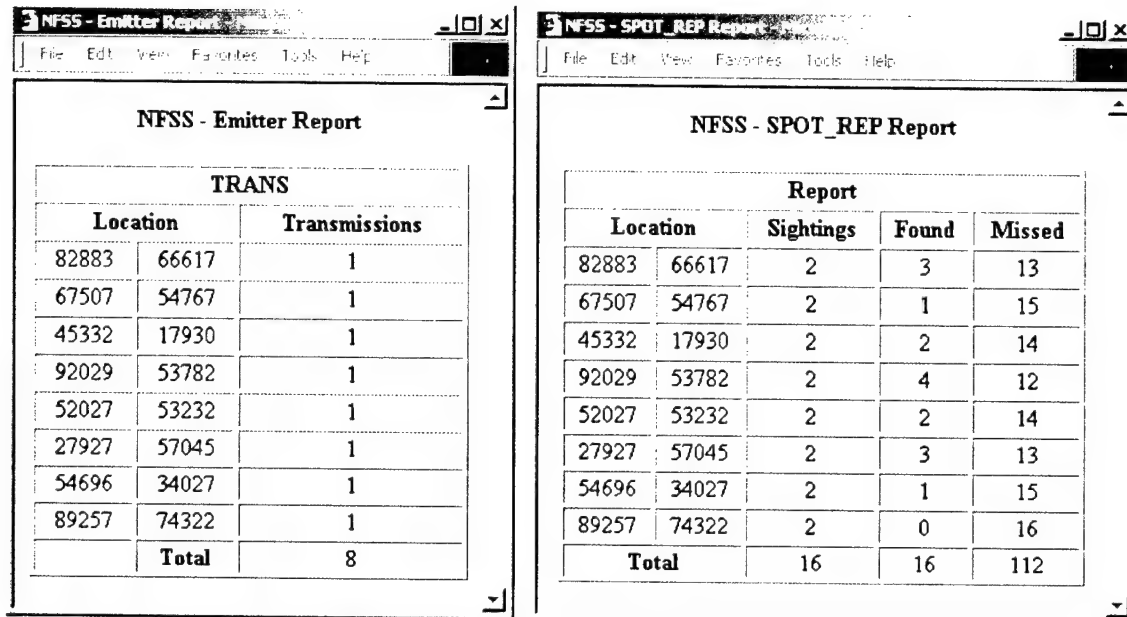 NFSS - Emitter Report
File Edit View Favorites Tools Help
NFSS - Emitter Report
TRANS
Location Transmissions
82883 66617 1
67507 54767 1
45332 17930 1
92029 53782 1
52027 53232 1
27927 57045 1
54696 34027 1
89257 74322 1
Total 8
NFSS - SPOT_REP Report
File Edit View Favorites Tools Help
NFSS - SPOT_REP Report
Report
Location Sightings Found Missed
82883 66617 2 3 13
67507 54767 2 1 15
45332 17930 2 2 14
92029 53782 2 4 12
52027 53232 2 2 14
27927 57045 2 3 13
54696 34027 2 1 15
89257 74322 2 0 16
Total 16 16 112